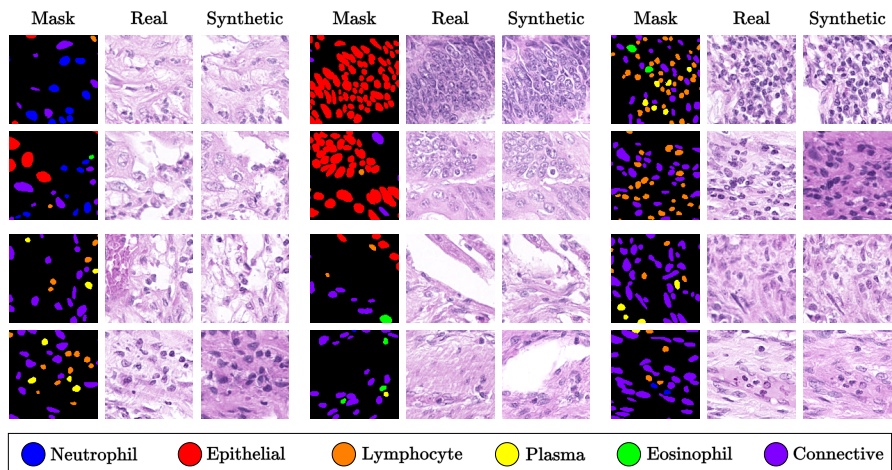 Mask Real Synthetic Mask Real Synthetic Mask Real Synthetic
Neutrophil Epithelial Lymphocyte Plasma Eosinophil Connective